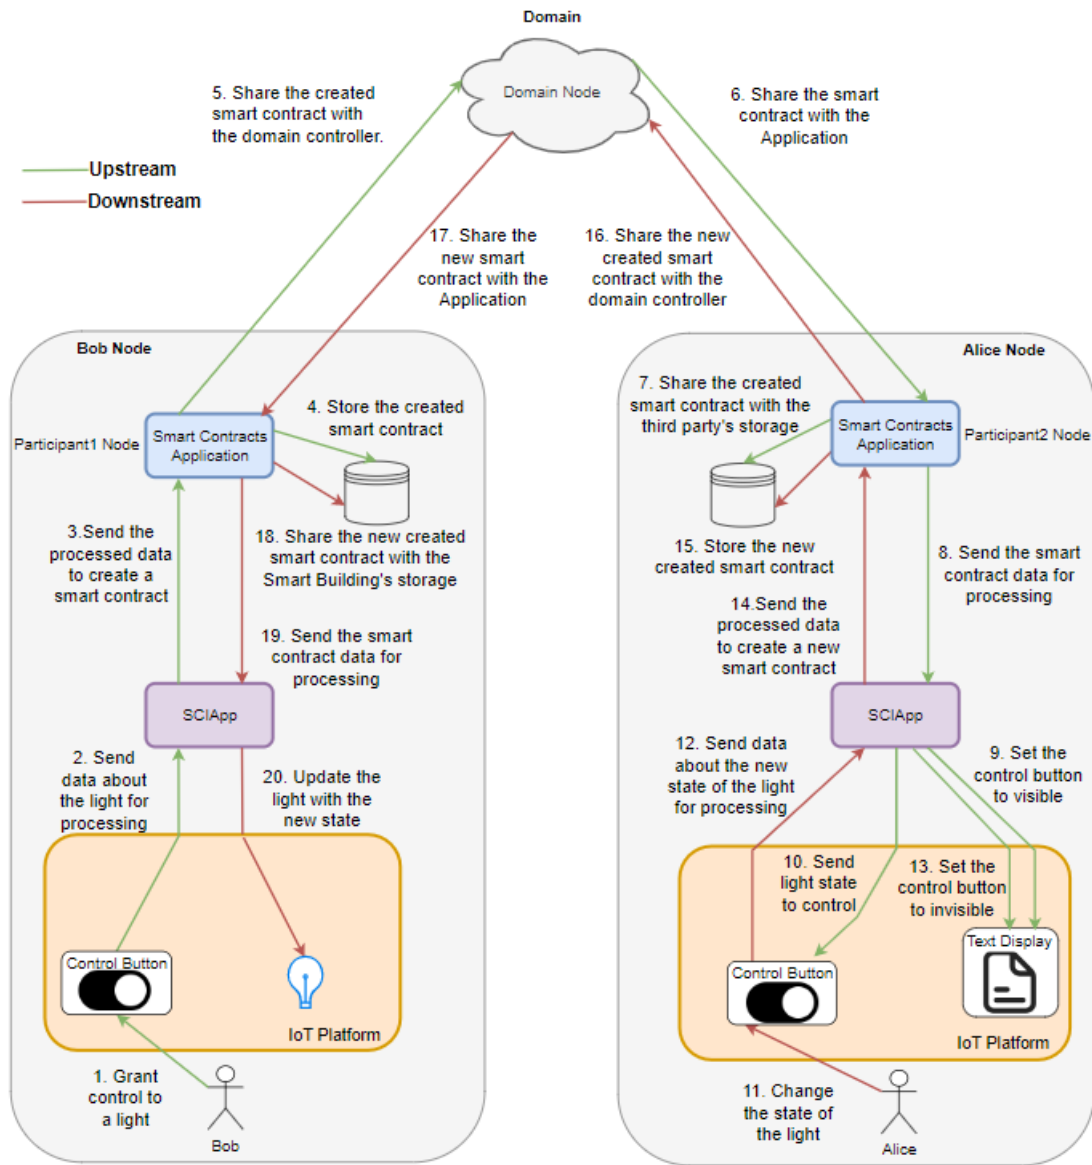 Domain
Domain Node
5. Share the created
smart contract with
the domain controller.
6. Share the smart
contract with the
Application
Upstream
Downstream
17. Share the
new smart
contract with the
Application
16. Share the new
created smart
contract with the
domain controller
Bob Node
Participant1 Node
Smart Contracts
Application
4. Store the created
smart contract
3.Send the
processed data
to create a
smart contract
18. Share the new created
smart contract with the
Smart Building's storage
19. Send the smart
contract data for
processing
SCIApp
2. Send
data about
the light for
processing
20. Update the
light with the
new state
Control Button
IoT Platform
1. Grant
control to
a light
Bob
Alice Node
7. Share the created
smart contract with the
third party's storage
Smart Contracts
Application
Participant2 Node
15. Store the new
created smart contract
8. Send the smart
contract data for
processing
14.Send the
processed data
to create a new
smart contract
SCIApp
12. Send data
about the new
state of the light
for processing
9. Set the
control button
to visible
10. Send
light state
to control
13. Set the
control button
to invisible
Control Button
Text Display
IoT Platform
11. Change
the state of
the light
Alice